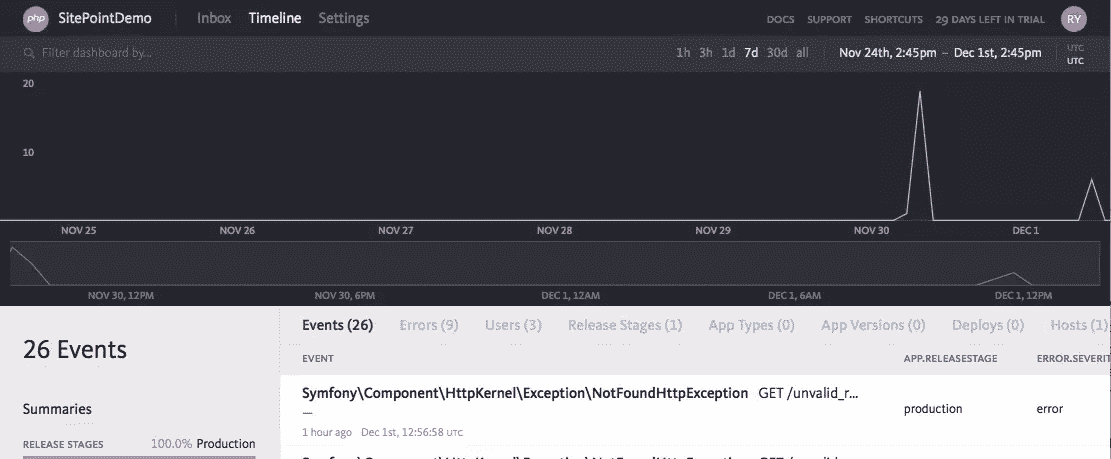 php SitePointDemo Inbox Timeline Settings DOCS SUPPORT SHORTCUTS 29 DAYS LEFT IN TRIAL RY
Filter dashboard by... 1h 3h 1d 7d 30d all Nov 24th, 2:45pm – Dec 1st, 2:45pm UTC
UTC
20
10
NOV 25 NOV 26 NOV 27 NOV 28 NOV 29 NOV 30 DEC 1
NOV 30, 12PM NOV 30, 6PM DEC 1, 12AM DEC 1, 6AM DEC 1, 12PM
Events (26) Errors (9) Users (3) Release Stages (1) App Types (0) App Versions (0) Deploys (0) Hosts (1)
26 Events
EVENT APP.RELEASESTAGE ERROR.SEVERIT
Symfony\Component\HttpKernel\Exception\NotFoundHttpException GET /unvalid_r...
production error
Summaries
1 hour ago Dec 1st, 12:56:58 UTC
RELEASE STAGES 100.0% Production